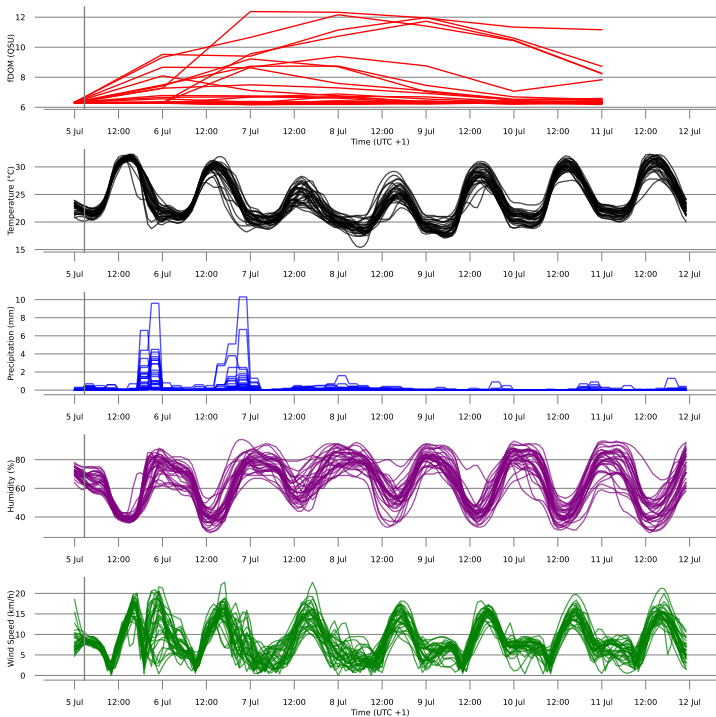 12
10
8
6
fDOM (QSU)
5 Jul 12:00 6 Jul 12:00 7 Jul 12:00 8 Jul 12:00 9 Jul 12:00 10 Jul 12:00 11 Jul 12:00 12 Jul
Time (UTC +1)
30
25
20
15
Temperature (°C)
5 Jul 12:00 6 Jul 12:00 7 Jul 12:00 8 Jul 12:00 9 Jul 12:00 10 Jul 12:00 11 Jul 12:00 12 Jul
10
8
6
4
2
0
Precipitation (mm)
5 Jul 12:00 6 Jul 12:00 7 Jul 12:00 8 Jul 12:00 9 Jul 12:00 10 Jul 12:00 11 Jul 12:00 12 Jul
80
60
40
Humidity (%)
5 Jul 12:00 6 Jul 12:00 7 Jul 12:00 8 Jul 12:00 9 Jul 12:00 10 Jul 12:00 11 Jul 12:00 12 Jul
20
15
10
5
0
Wind Speed (km/h)
5 Jul 12:00 6 Jul 12:00 7 Jul 12:00 8 Jul 12:00 9 Jul 12:00 10 Jul 12:00 11 Jul 12:00 12 Jul
Time (UTC +1)